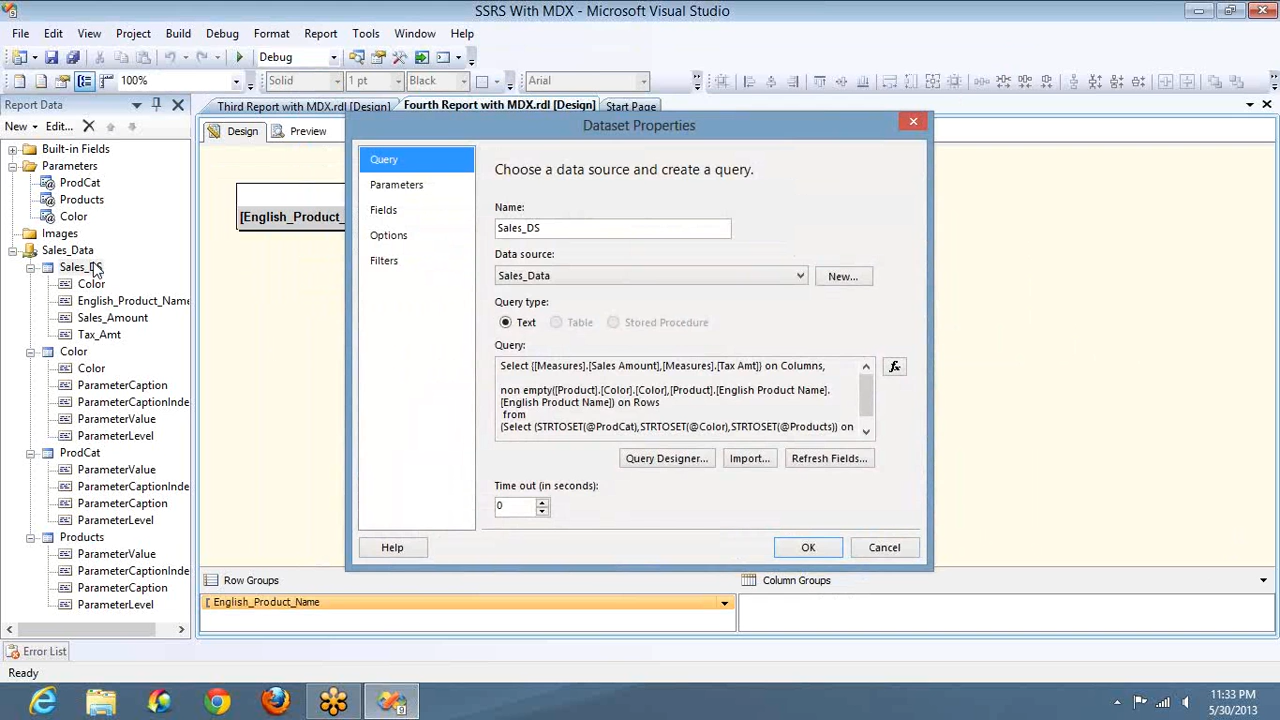 SSRS With MDX - Microsoft Visual Studio
File Edit View Project Build Debug Format Report Tools Window Help
Debug
100% Solid 1 pt Black Arial
Report Data
Third Report with MDX.rdl [Design] Fourth Report with MDX.rdl [Design] Start Page
New Edit...
Design Preview
Built-in Fields
Parameters
ProdCat
Products
Color
Images
Sales_Data
Sales_DS
Color
English_Product_Name
Sales_Amount
Tax_Amt
Color
Color
ParameterCaption
ParameterCaptionInde
ParameterValue
ParameterLevel
ProdCat
ParameterValue
ParameterCaptionInde
ParameterCaption
ParameterLevel
Products
ParameterValue
ParameterCaptionInde
ParameterCaption
ParameterLevel
Error List
[English_Product_
Dataset Properties
Query
Parameters
Fields
Options
Filters
Choose a data source and create a query.
Name:
Sales_DS
Data source:
Sales_Data New...
Query type:
Text Table Stored Procedure
Query:
Select {[Measures].[Sales Amount],[Measures].[Tax Amt]} on Columns,
non empty([Product].[Color].[Color],[Product].[English Product Name].
[English Product Name]) on Rows
from
(Select (STRTOSET(@ProdCat),STRTOSET(@Color),STRTOSET(@Products)) on
fx
Query Designer... Import... Refresh Fields...
Time out (in seconds):
0
Help OK Cancel
Row Groups Column Groups
[ English_Product_Name
Ready
11:33 PM
5/30/2013